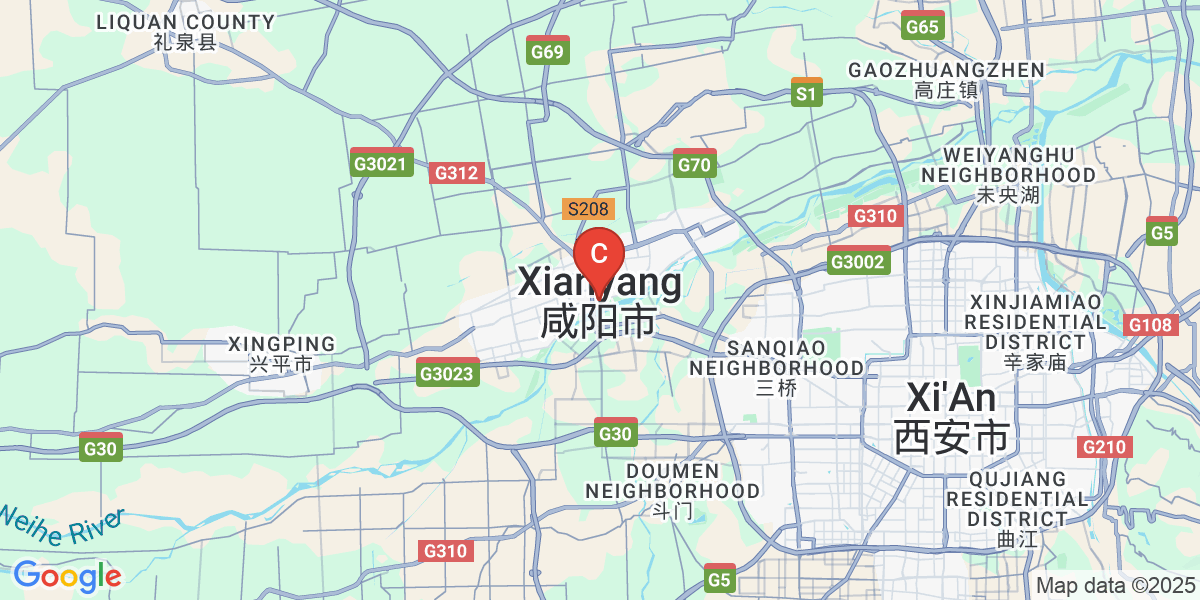 LIQUAN COUNTY
礼泉县
G69
G65
GAOZHUANGZHEN
高庄镇
S1
G3021
G312
G70
WEIYANGHU
NEIGHBORHOOD
未央湖
S208
G310
G5
C
G3002
Xianyang
咸阳市
XINJIAMIAO
RESIDENTIAL
DISTRICT
辛家庙
G108
XINGPING
兴平市
SANQIAO
NEIGHBORHOOD
三桥
G3023
Xi'An
西安市
G30
G30
G210
DOUMEN
NEIGHBORHOOD
斗门
QUJIANG
RESIDENTIAL
DISTRICT
曲江
Neihe River
G310
G5
Google
Map data ©2025